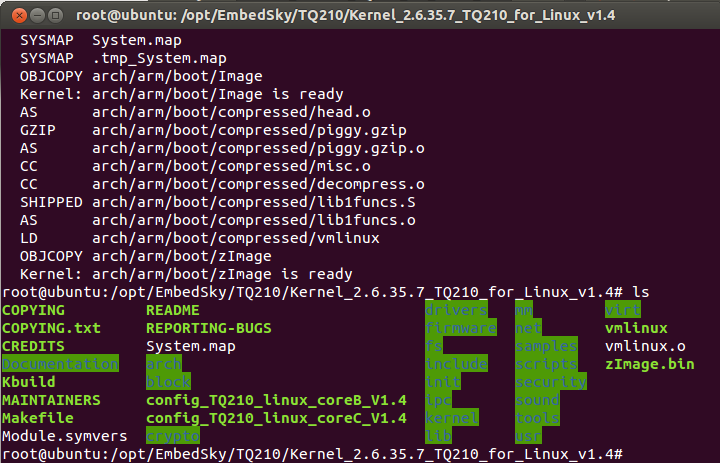 root@ubuntu: /opt/EmbedSky/TQ210/Kernel_2.6.35.7_TQ210_for_Linux_v1.4
SYSMAP System.map
SYSMAP .tmp_System.map
OBJCOPY arch/arm/boot/Image
Kernel: arch/arm/boot/Image is ready
AS arch/arm/boot/compressed/head.o
GZIP arch/arm/boot/compressed/piggy.gzip
AS arch/arm/boot/compressed/piggy.gzip.o
CC arch/arm/boot/compressed/misc.o
CC arch/arm/boot/compressed/decompress.o
SHIPPED arch/arm/boot/compressed/lib1funcs.S
AS arch/arm/boot/compressed/lib1funcs.o
LD arch/arm/boot/compressed/vmlinux
OBJCOPY arch/arm/boot/zImage
Kernel: arch/arm/boot/zImage is ready
root@ubuntu:/opt/EmbedSky/TQ210/Kernel_2.6.35.7_TQ210_for_Linux_v1.4# ls
COPYING README drivers mm virt
COPYING.txt REPORTING-BUGS firmware net vmlinux
CREDITS System.map fs samples vmlinux.o
Documentation arch include scripts zImage.bin
Kbuild block init security
MAINTAINERS config_TQ210_linux_coreB_V1.4 ipc sound
Makefile config_TQ210_linux_coreC_V1.4 kernel tools
Module.symvers crypto lib usr
root@ubuntu:/opt/EmbedSky/TQ210/Kernel_2.6.35.7_TQ210_for_Linux_v1.4#